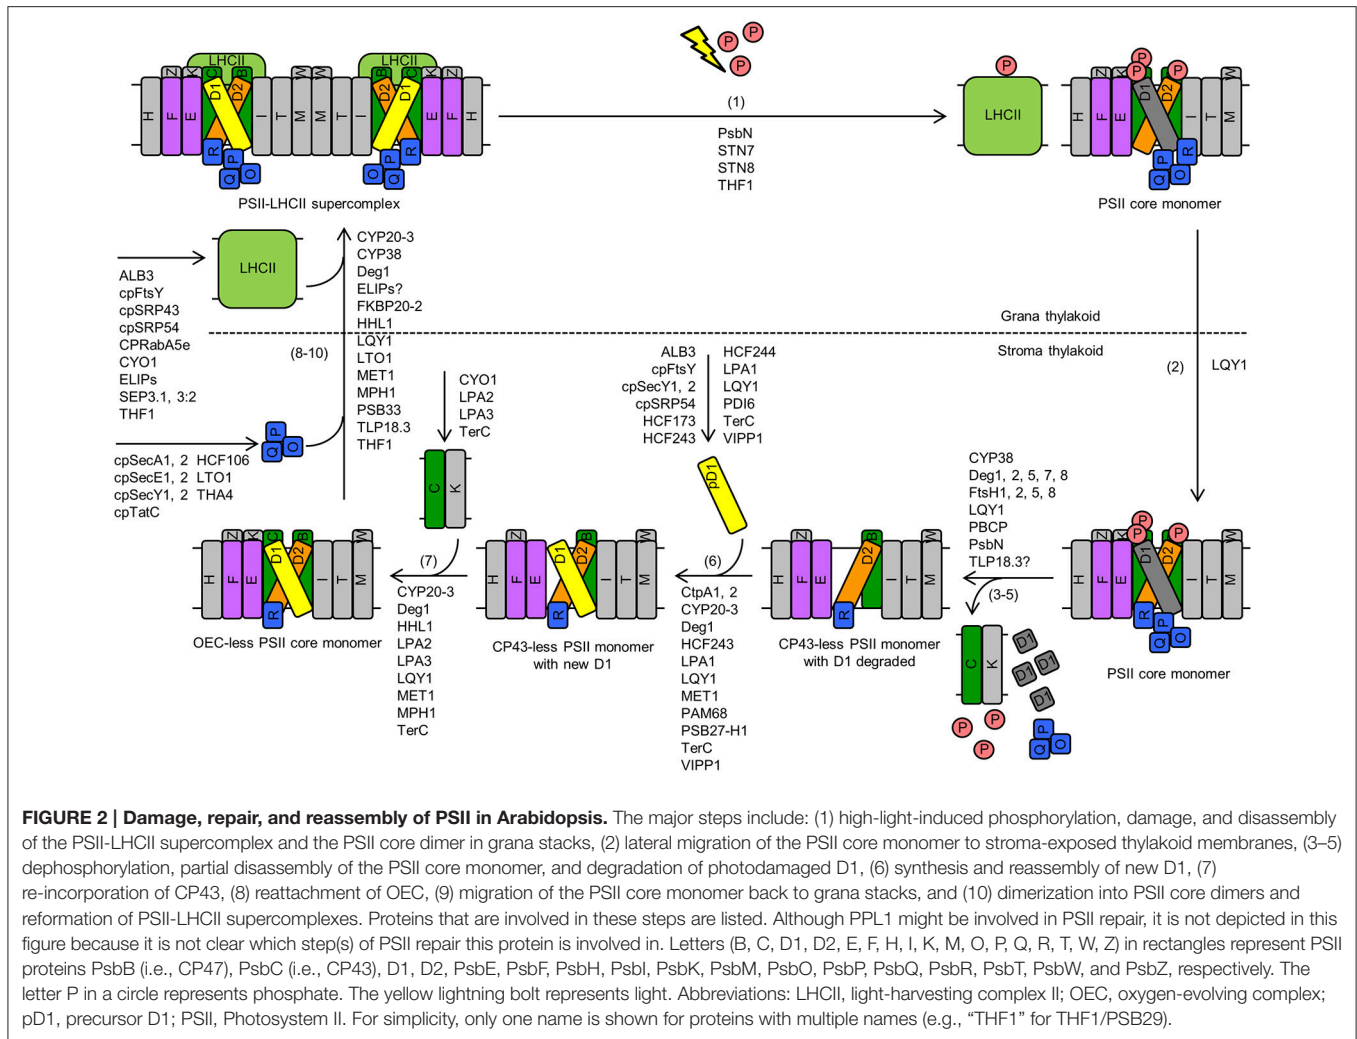 LHCII
LHCII
H F E Z K C B D1 D2 I T M W W M T I D2 D1 B C K Z E F H
R P Q O
O Q P R
PSII-LHCII supercomplex
P P P
(1)
PsbN
STN7
STN8
THF1
P
LHCII
P P P
H F E Z K D1 D2 I T M W
Q P O R
PSII core monomer
ALB3
cpFtsY
cpSRP43
cpSRP54
CPRabA5e
CYO1
ELIPs
SEP3.1, 3:2
THF1
LHCII
cpSecA1, 2 HCF106
cpSecE1, 2 LTO1
cpSecY1, 2 THA4
cpTatC
Q P O
(8-10)
CYP20-3
CYP38
Deg1
ELIPs?
FKBP20-2
HHL1
LQY1
LTO1
MET1
MPH1
PSB33
TLP18.3
THF1
Grana thylakoid
Stroma thylakoid
(2)
LQY1
CYO1
LPA2
LPA3
TerC
C K
ALB3
cpFtsY
cpSecY1, 2
cpSRP54
HCF173
HCF243
HCF244
LPA1
LQY1
PDI6
TerC
VIPP1
pD1
CYP38
Deg1, 2, 5, 7, 8
FtsH1, 2, 5, 8
LQY1
PBCP
PsbN
TLP18.3?
(3-5)
H F E Z K C B D1 D2 I T M W
R
OEC-less PSII core monomer
(7)
CYP20-3
Deg1
HHL1
LPA2
LPA3
LQY1
MET1
MPH1
TerC
H F E Z D1 D2 B I T M W
R
CP43-less PSII monomer
with new D1
(6)
CtpA1, 2
CYP20-3
Deg1
HCF243
LPA1
LQY1
MET1
PAM68
PSB27-H1
TerC
VIPP1
H F E Z D2 B I T M W
R
CP43-less PSII monomer
with D1 degraded
C K
D1 D1 D1 D1
P P P
Q P O
P P P
H F E Z K D1 D2 I T M W
R Q P O
PSII core monomer
FIGURE 2 | Damage, repair, and reassembly of PSII in Arabidopsis. The major steps include: (1) high-light-induced phosphorylation, damage, and disassembly
of the PSII-LHCII supercomplex and the PSII core dimer in grana stacks, (2) lateral migration of the PSII core monomer to stroma-exposed thylakoid membranes, (3–5)
dephosphorylation, partial disassembly of the PSII core monomer, and degradation of photodamaged D1, (6) synthesis and reassembly of new D1, (7)
re-incorporation of CP43, (8) reattachment of OEC, (9) migration of the PSII core monomer back to grana stacks, and (10) dimerization into PSII core dimers and
reformation of PSII-LHCII supercomplexes. Proteins that are involved in these steps are listed. Although PPL1 might be involved in PSII repair, it is not depicted in this
figure because it is not clear which step(s) of PSII repair this protein is involved in. Letters (B, C, D1, D2, E, F, H, I, K, M, O, P, Q, R, T, W, Z) in rectangles represent PSII
proteins PsbB (i.e., CP47), PsbC (i.e., CP43), D1, D2, PsbE, PsbF, PsbH, PsbI, PsbK, PsbM, PsbO, PsbP, PsbQ, PsbR, PsbT, PsbW, and PsbZ, respectively. The
letter P in a circle represents phosphate. The yellow lightning bolt represents light. Abbreviations: LHCII, light-harvesting complex II; OEC, oxygen-evolving complex;
pD1, precursor D1; PSII, Photosystem II. For simplicity, only one name is shown for proteins with multiple names (e.g., “THF1” for THF1/PSB29).